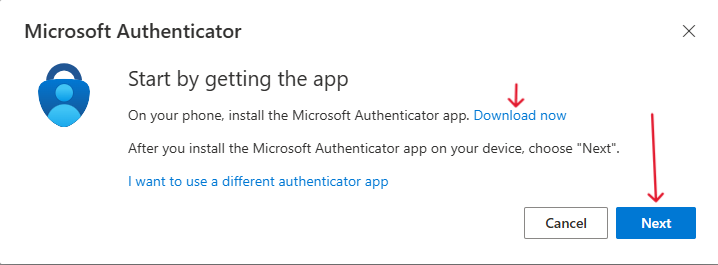 Microsoft Authenticator
Start by getting the app
On your phone, install the Microsoft Authenticator app. Download now
After you install the Microsoft Authenticator app on your device, choose "Next".
I want to use a different authenticator app
Cancel
Next